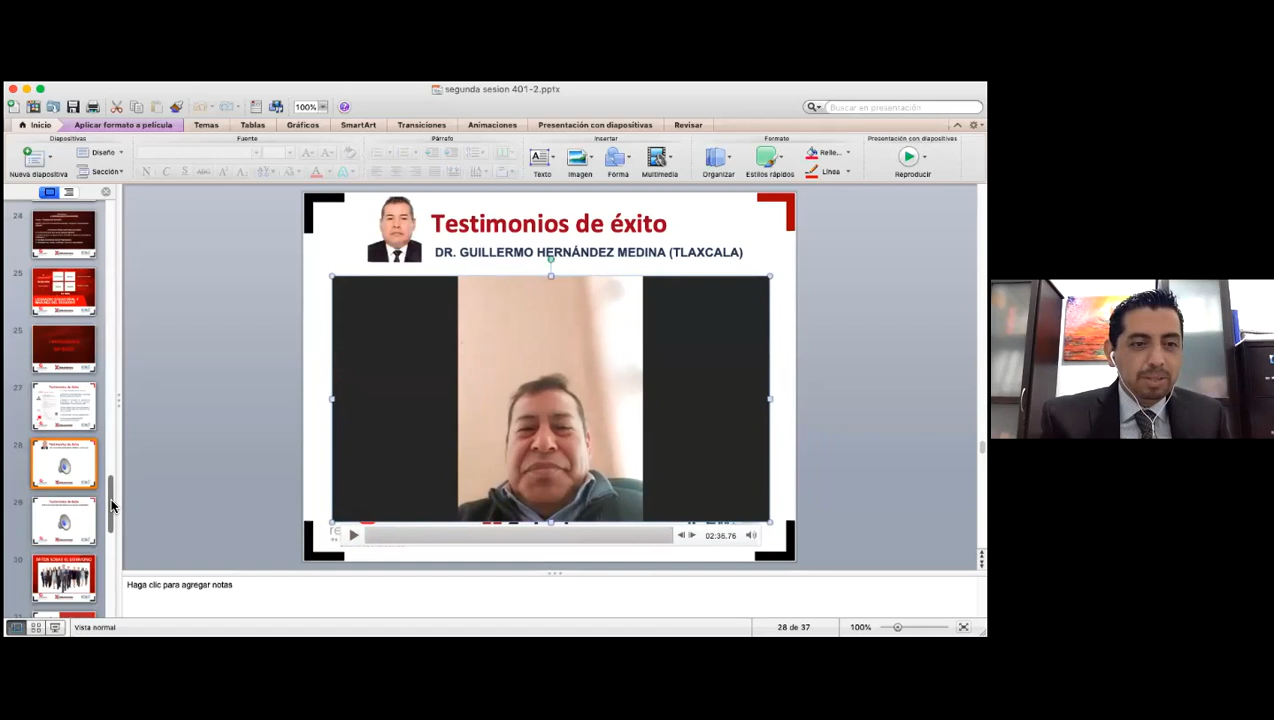 segunda sesion 401-2.pptx
100%
Buscar en presentación
Inicio
Aplicar formato a película
Temas
Tablas
Gráficos
SmartArt
Transiciones
Animaciones
Presentación con diapositivas
Revisar
Diapositivas
Fuente
Párrafo
Insertar
Formato
Presentación con diapositivas
Nueva diapositiva
Diseño
Sección
Texto
Imagen
Forma
Multimedia
Organizar
Estilos rápidos
Relle...
Línea
Reproducir
24
25
25
27
28
29
30
Testimonios de éxito
DR. GUILLERMO HERNÁNDEZ MEDINA (TLAXCALA)
02:36.76
Haga clic para agregar notas
Vista normal
28 de 37
100%